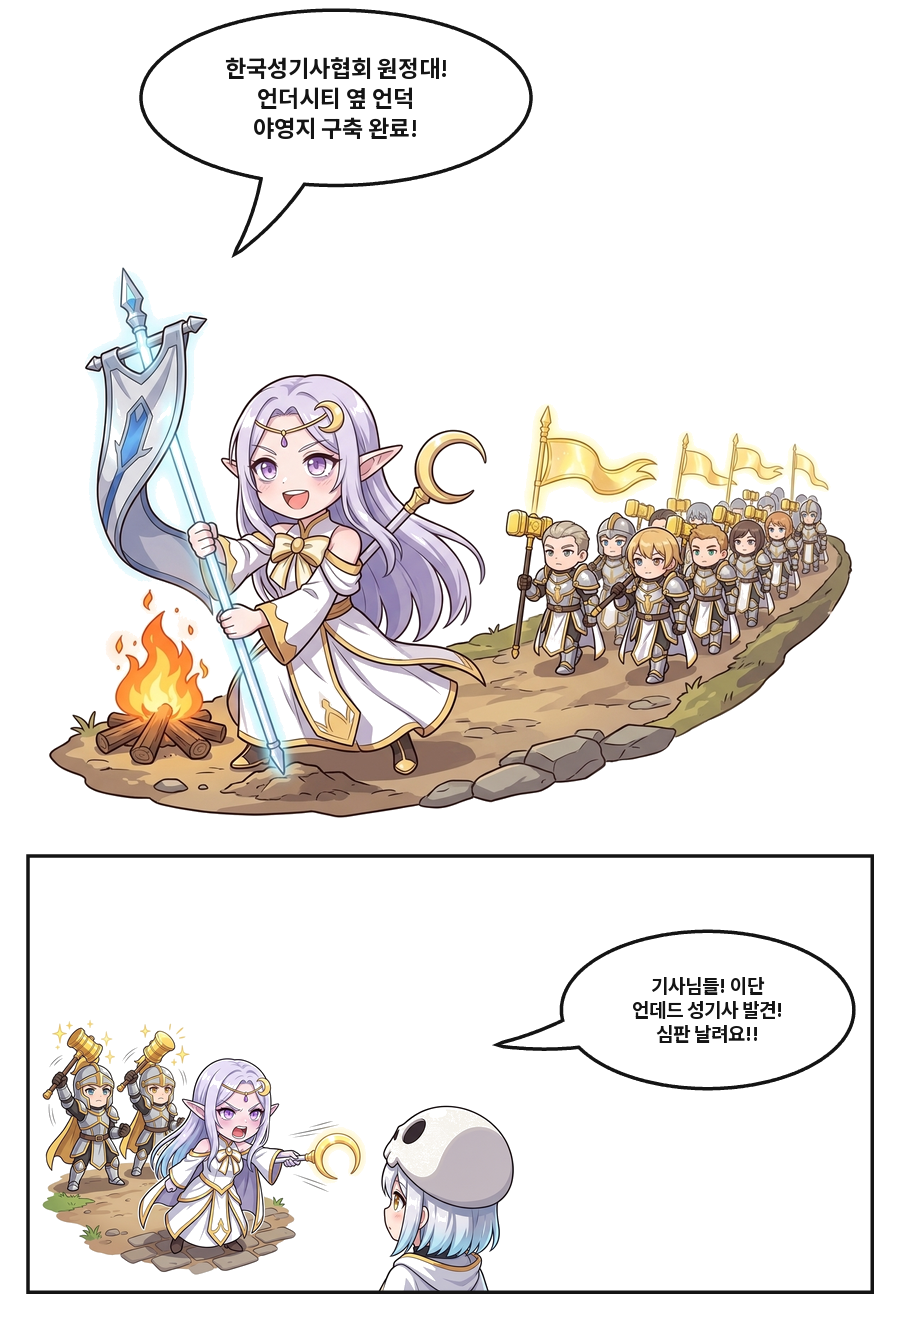 한국성기사협회 원정대!
언더시티 옆 언덕
야영지 구축 완료!
기사님들! 이단
언데드 성기사 발견!
심판 날려요!!